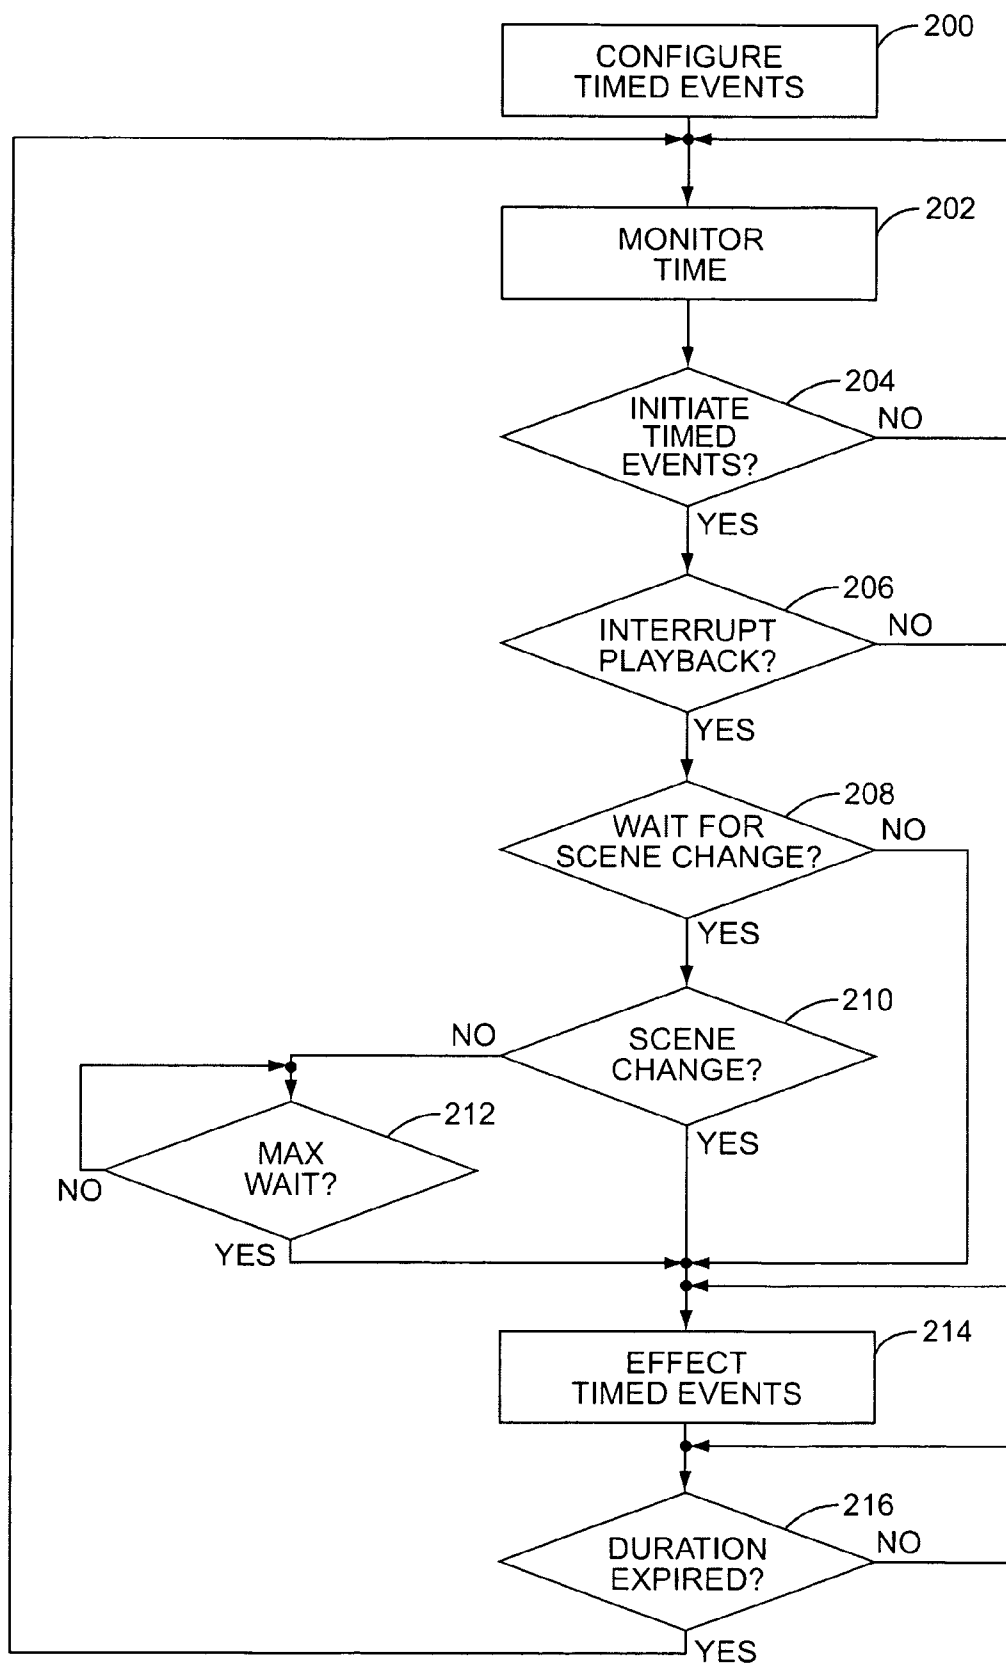 200
CONFIGURE
TIMED EVENTS
202
MONITOR
TIME
204
INITIATE
TIMED
EVENTS?
NO
YES
206
INTERRUPT
PLAYBACK?
NO
YES
208
WAIT FOR
SCENE CHANGE?
NO
YES
210
SCENE
CHANGE?
NO
YES
212
MAX
WAIT?
NO
YES
214
EFFECT
TIMED EVENTS
216
DURATION
EXPIRED?
NO
YES